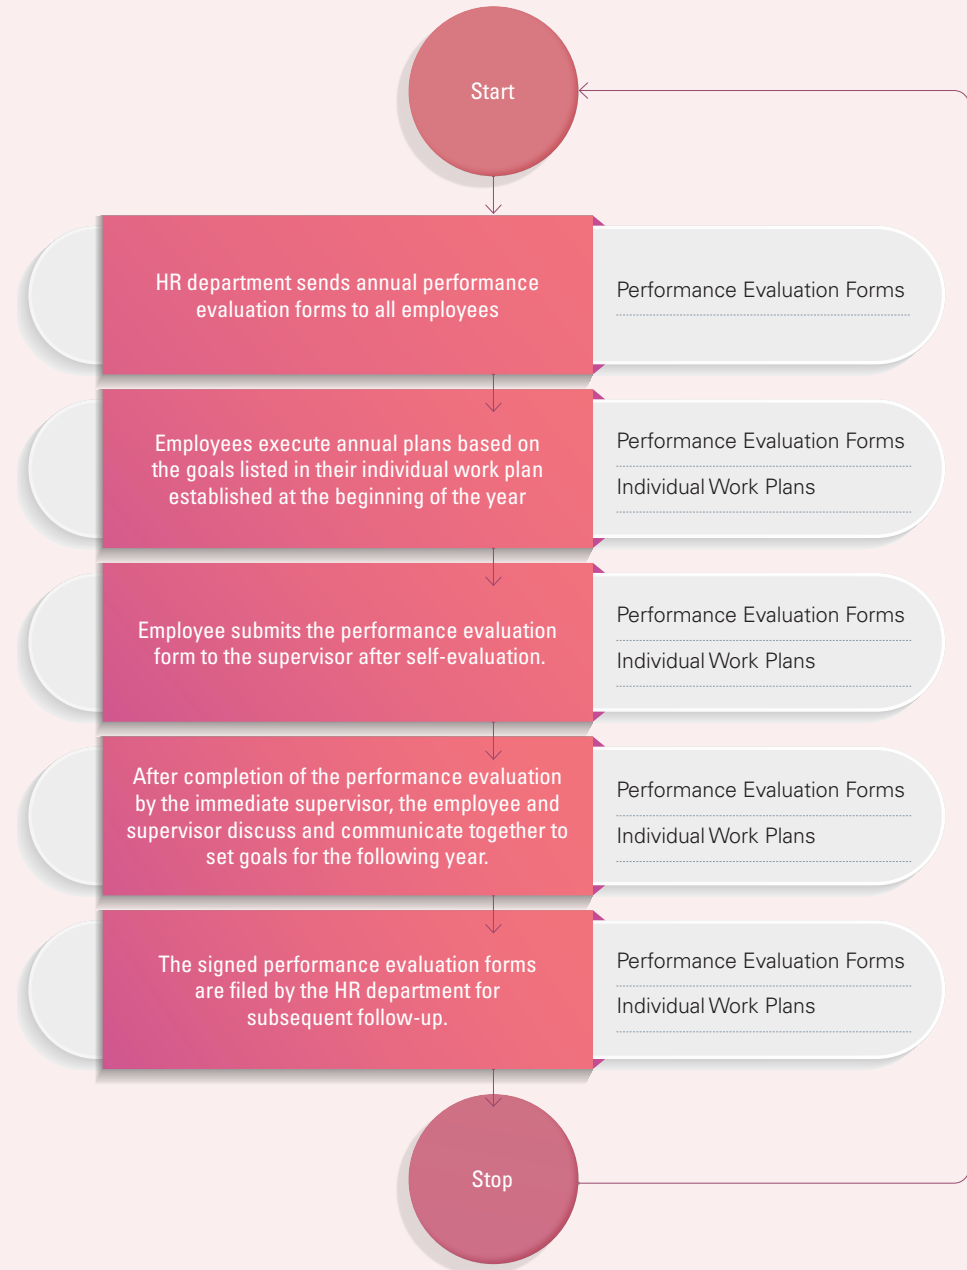 Start
HR department sends annual performance
evaluation forms to all employees
Performance Evaluation Forms
Employees execute annual plans based on
the goals listed in their individual work plan
established at the beginning of the year
Performance Evaluation Forms
Individual Work Plans
Employee submits the performance evaluation
form to the supervisor after self-evaluation.
Performance Evaluation Forms
Individual Work Plans
After completion of the performance evaluation
by the immediate supervisor, the employee and
supervisor discuss and communicate together to
set goals for the following year.
Performance Evaluation Forms
Individual Work Plans
The signed performance evaluation forms
are filed by the HR department for
subsequent follow-up.
Performance Evaluation Forms
Individual Work Plans
Stop